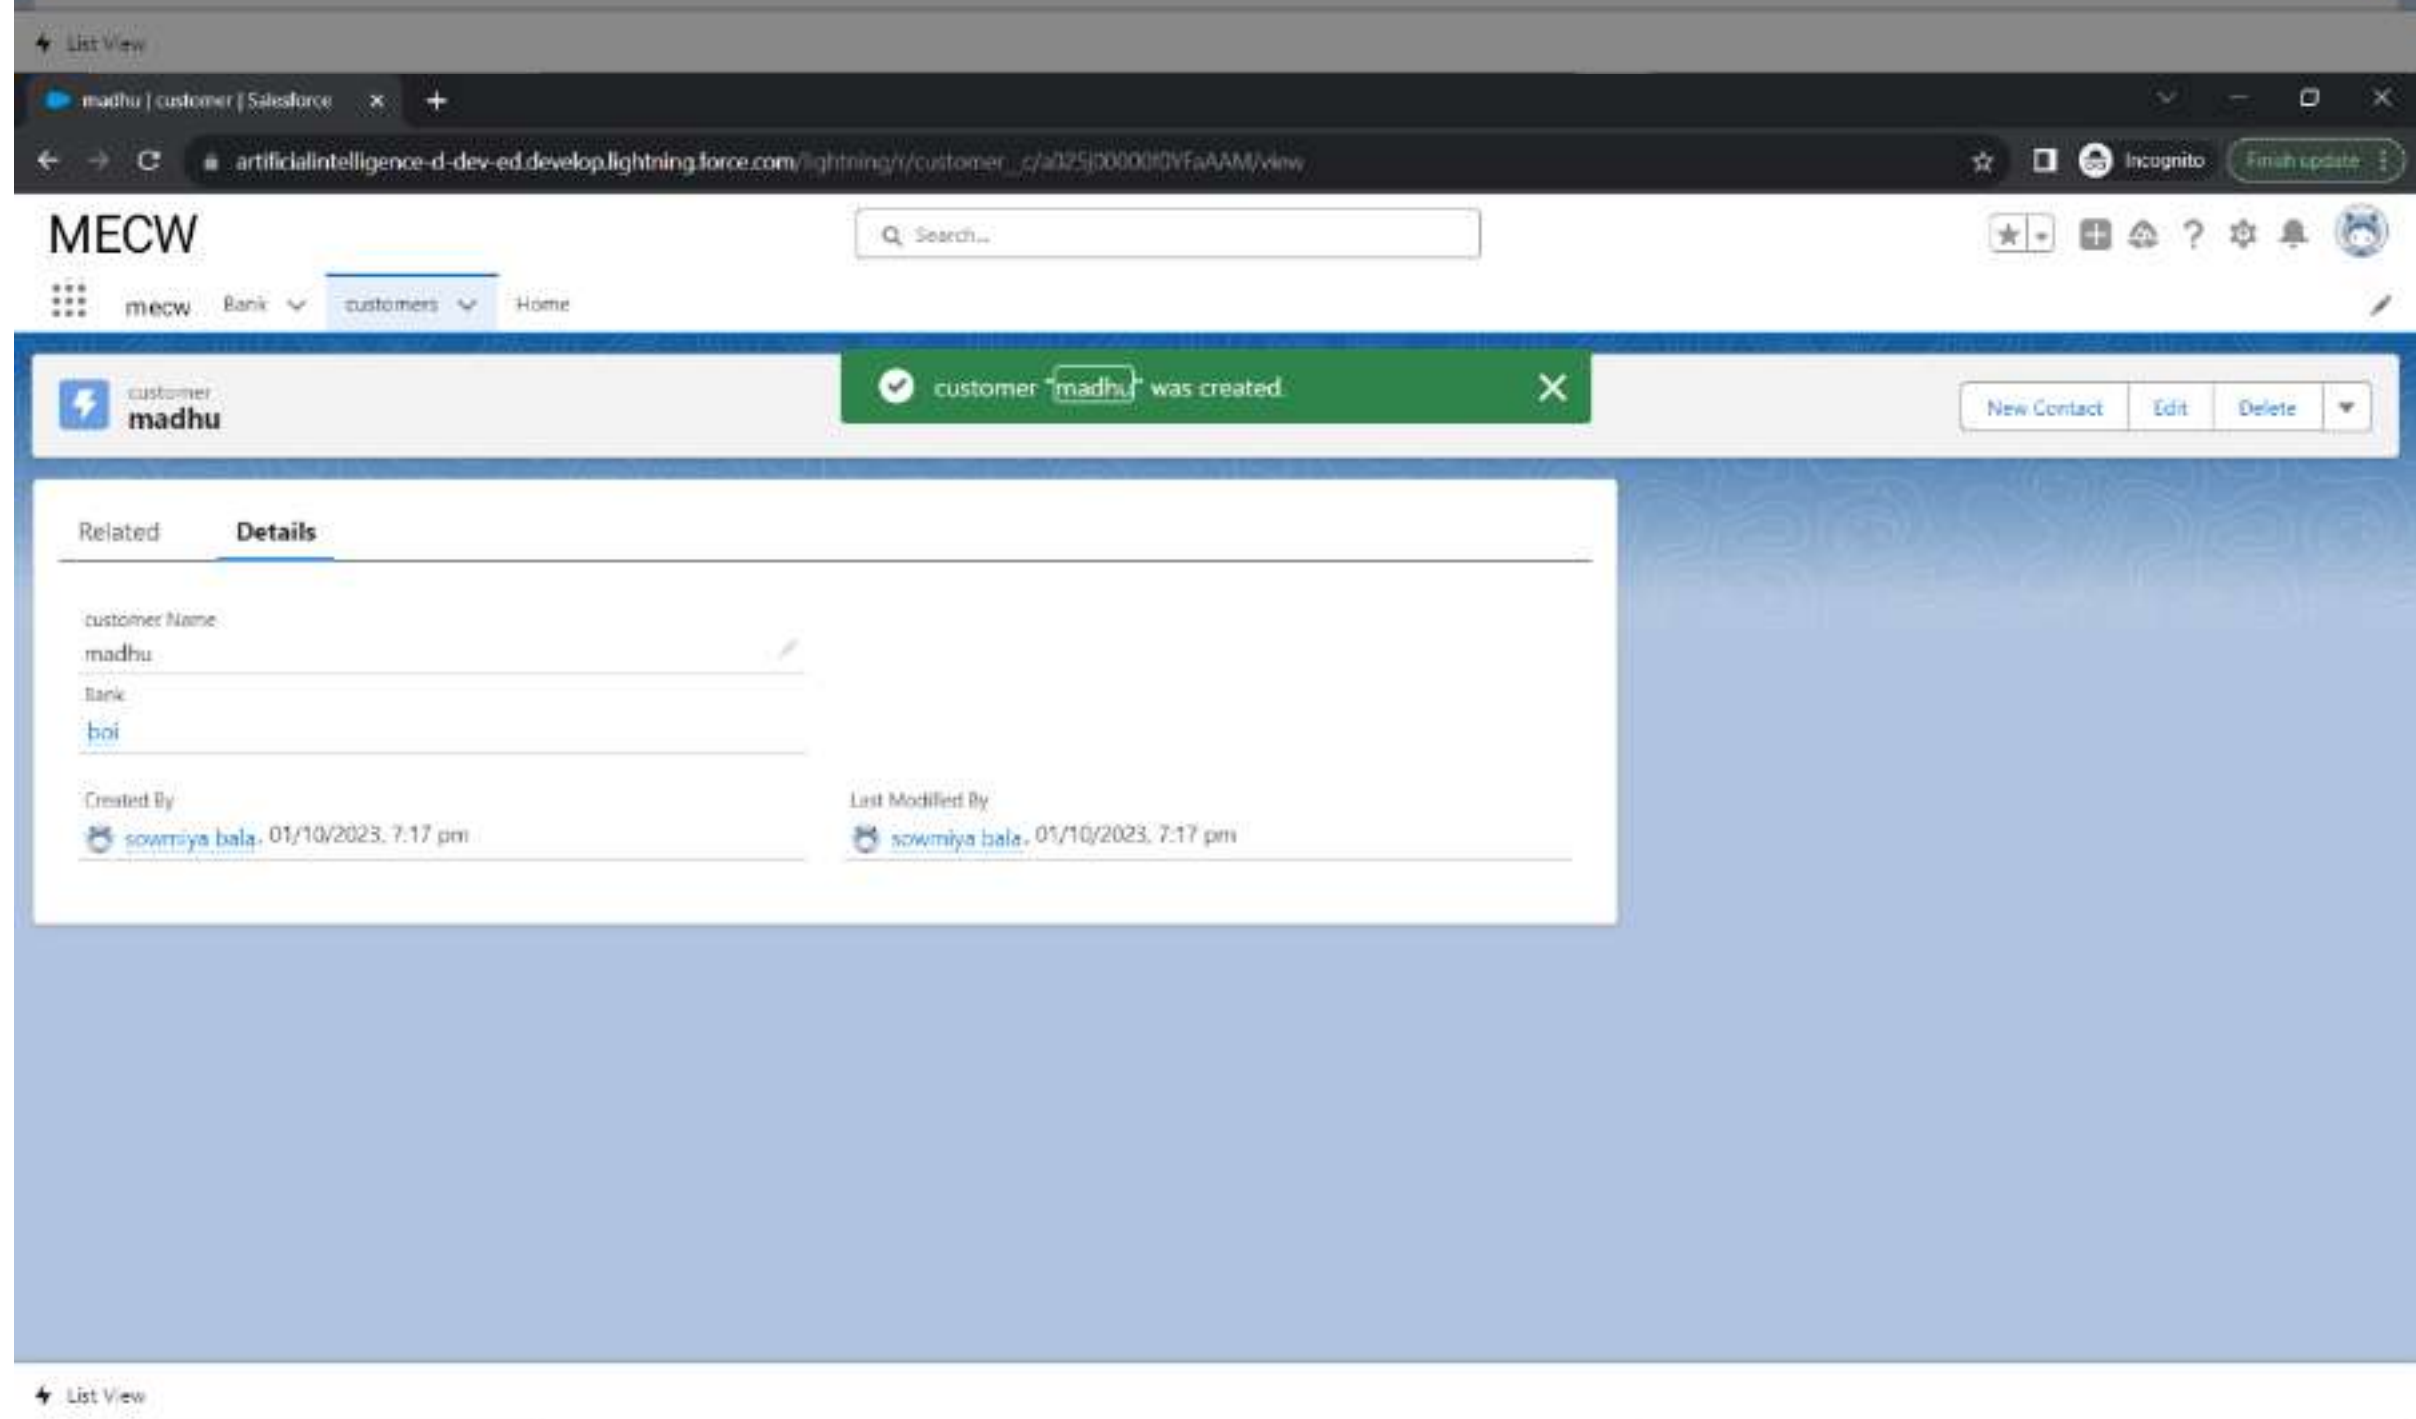 List View
madhu | customer | Salesforce
artificialintelligence-d-dev-ed.develop.lightning.force.com/lightning/r/customer__c/
Incognito
Finish update
MECW
Search...
mecw Bank customers Home
customer "madhu" was created.
customer
madhu
New Contact Edit Delete
Related Details
customer Name
madhu
Bank
boi
Created By Last Modified By
sowmiya bala, 01/10/2023, 7:17 pm sowmiya bala, 01/10/2023, 7:17 pm
List View